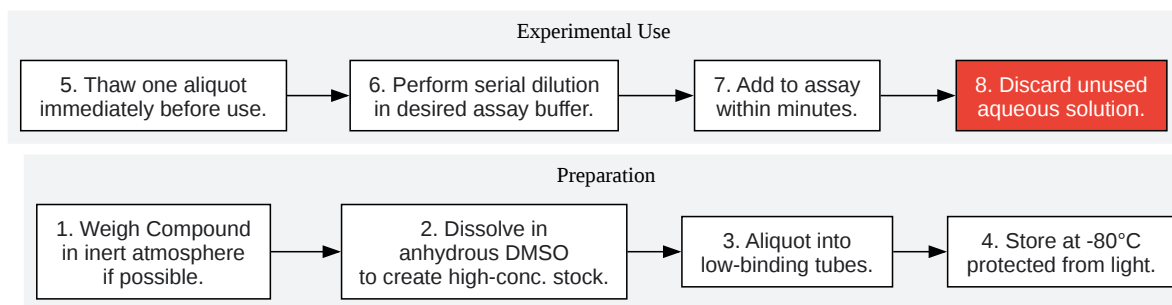 Experimental Use
5. Thaw one aliquot
immediately before use.
6. Perform serial dilution
in desired assay buffer.
7. Add to assay
within minutes.
8. Discard unused
aqueous solution.
Preparation
1. Weigh Compound
in inert atmosphere
if possible.
2. Dissolve in
anhydrous DMSO
to create high-conc. stock.
3. Aliquot into
low-binding tubes.
4. Store at -80°C
protected from light.